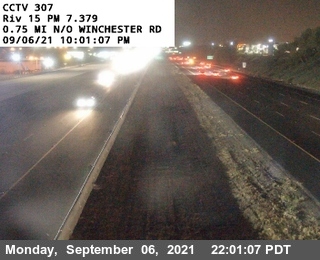 CCTV 307
Riv 15 PM 7.379
0.75 MI N/O WINCHESTER RD
09/06/21 10:01:07 PM
Monday, September 06, 2021 22:01:07 PDT